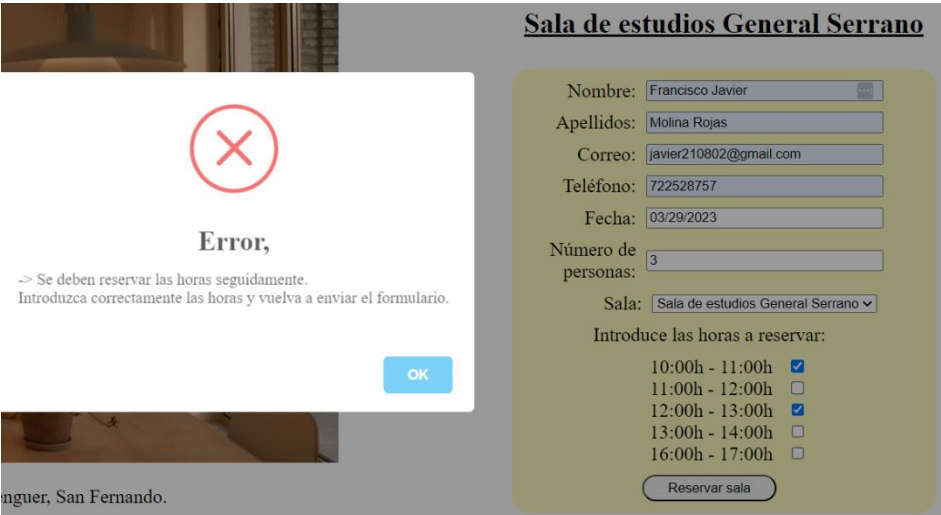 Sala de estudios General Serrano
Error,
-> Se deben reservar las horas seguidamente.
Introduzca correctamente las horas y vuelva a enviar el formulario.
OK
Nombre: Francisco Javier
Apellidos: Molina Rojas
Correo: javier210802@gmail.com
Teléfono: 722528757
Fecha: 03/29/2023
Número de
personas: 3
Sala: Sala de estudios General Serrano
Introduce las horas a reservar:
10:00h - 11:00h
11:00h - 12:00h
12:00h - 13:00h
13:00h - 14:00h
16:00h - 17:00h
Reservar sala
enguer, San Fernando.